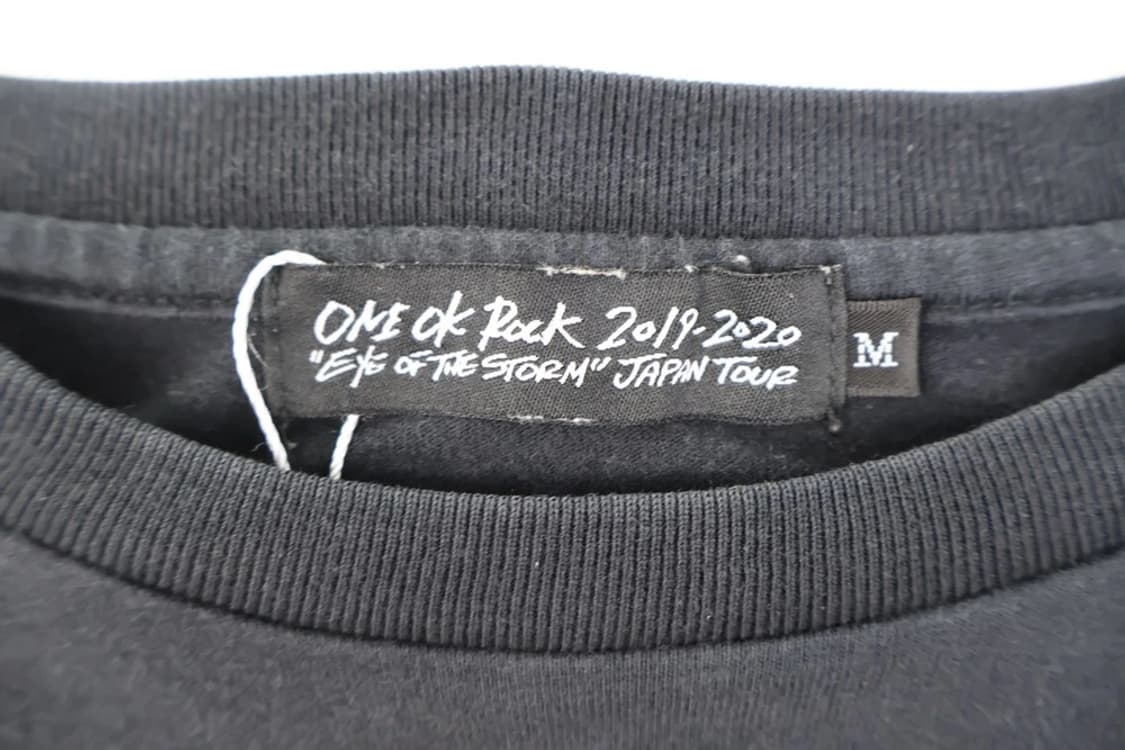 ONE OK ROCK 2019-2020
"EYE OF THE STORM" JAPAN TOUR
M